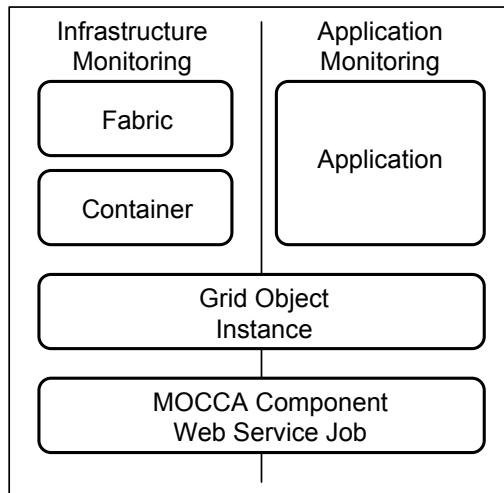 Infrastructure
Monitoring
Application
Monitoring
Fabric
Container
Application
Grid Object
Instance
MOCCA Component
Web Service Job